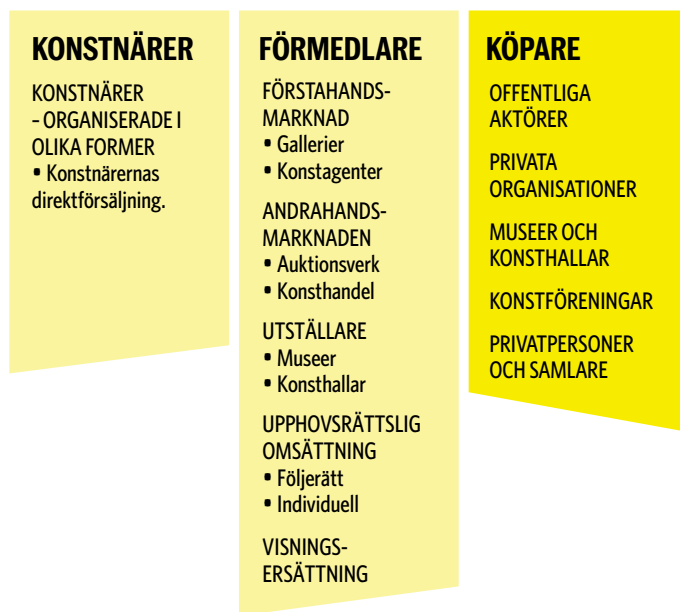 KONSTNÄRER
KONSTNÄRER
– ORGANISERADE I
OLIKA FORMER
• Konstnärernas
direktförsäljning.
FÖRMEDLARE
FÖRSTAHANDS-
MARKNAD
• Gallerier
• Konstagenter
ANDRAHANDS-
MARKNADEN
• Auktionsverk
• Konsthandel
UTSTÄLLARE
• Museer
• Konsthallar
UPPHOVSRÄTTSLIG
OMSÄTTNING
• Följerätt
• Individuell
VISNINGS-
ERSÄTTNING
KÖPARE
OFFENTLIGA
AKTÖRER
PRIVATA
ORGANISATIONER
MUSEER OCH
KONSTHALLAR
KONSTFÖRENINGAR
PRIVATPERSONER
OCH SAMLARE